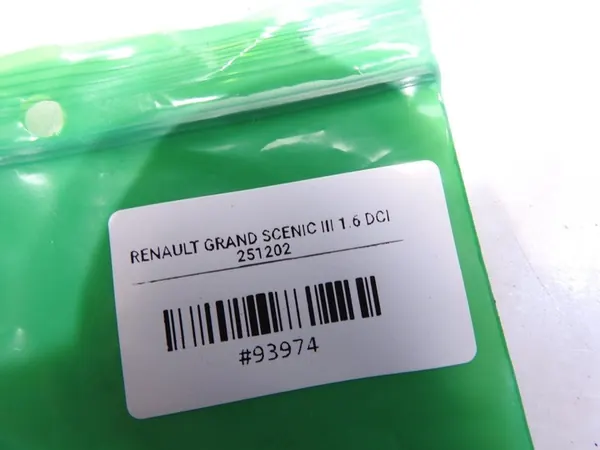 RENAULT GRAND SCENIC III 1.6 DCI
251202
#93974